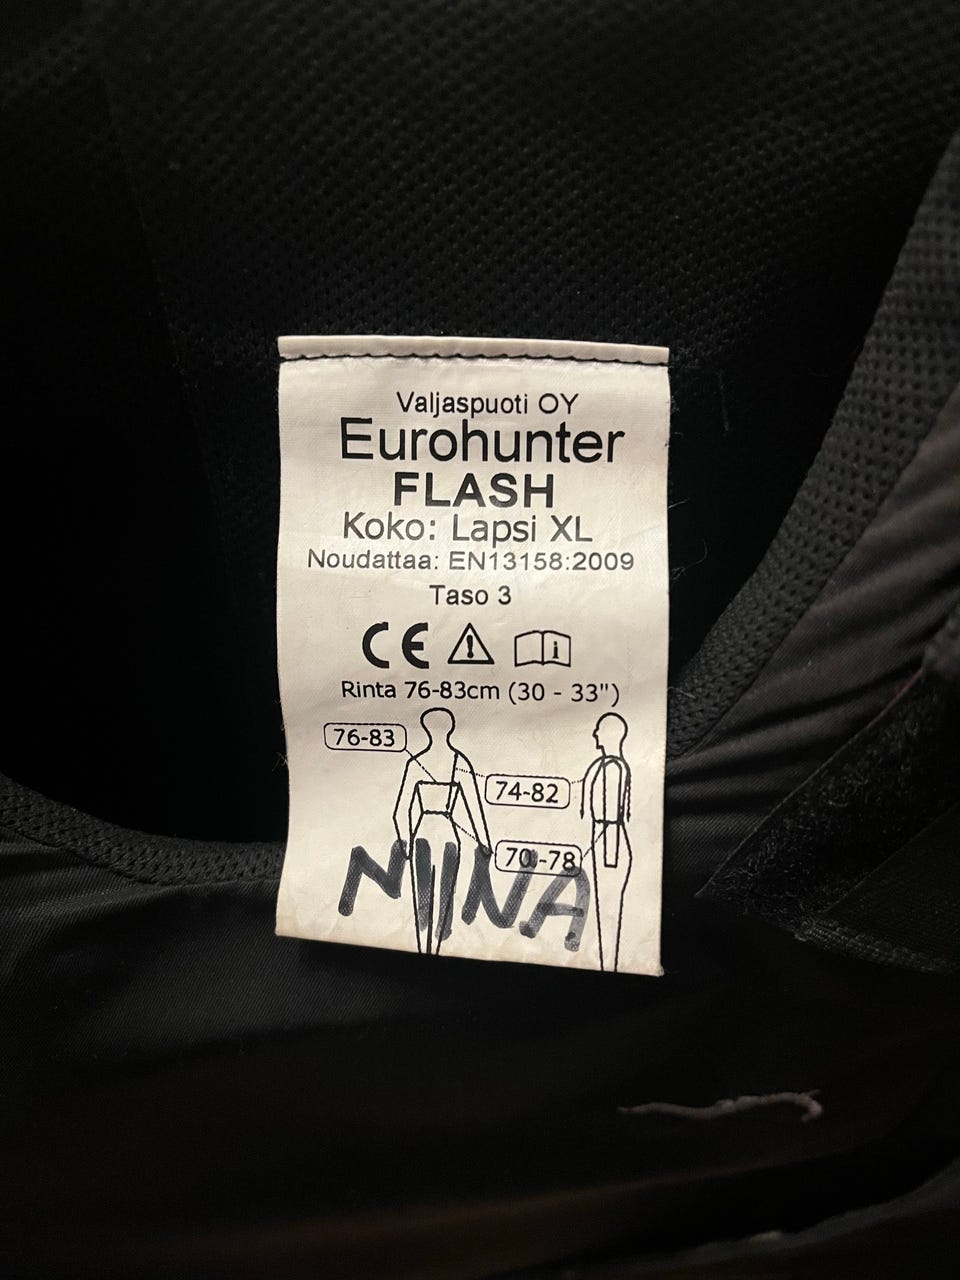 Valjaspuoti OY
Eurohunter
FLASH
Koko: Lapsi XL
Noudattaa: EN13158:2009
Taso 3
CE
Rinta 76-83cm (30 - 33")
76-83
74-82
70-78
NIINA